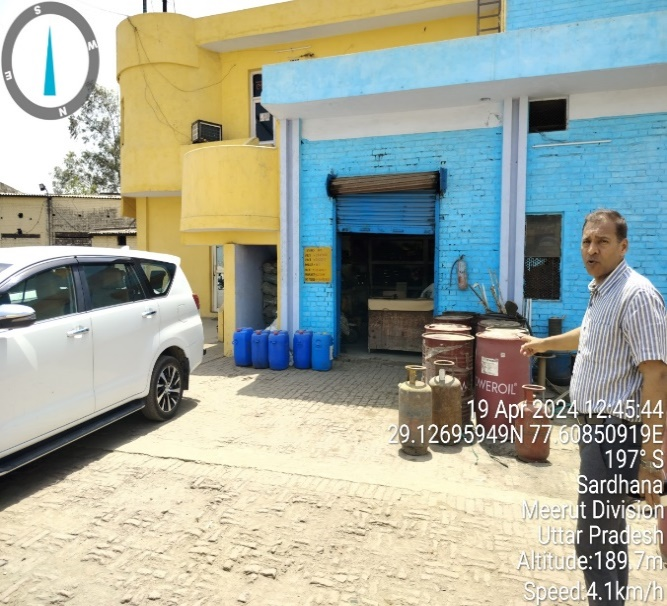 S
W
E
N
POWEROIL
19 Apr 2024 12:45:44
29.12695949N 77.60850919E
197° S
Sardhana
Meerut Division
Uttar Pradesh
Altitude:189.7m
Speed:4.1km/h